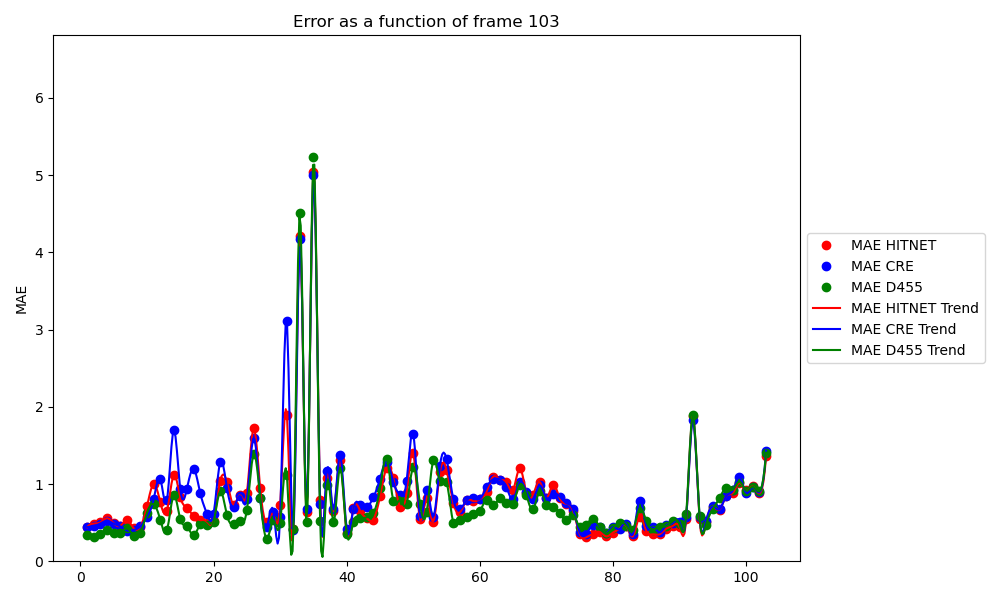 Error as a function of frame 103
MAE
6
5
4
3
2
1
0
0 20 40 60 80 100
MAE HITNET
MAE CRE
MAE D455
MAE HITNET Trend
MAE CRE Trend
MAE D455 Trend